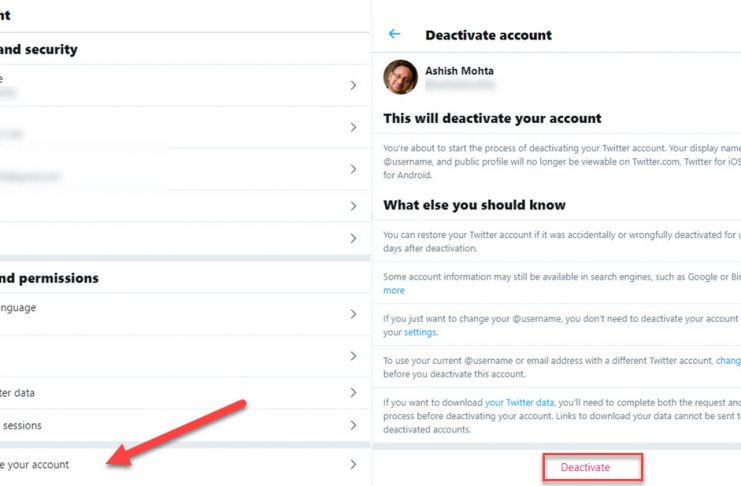 nt
and security
e
nd permissions
nguage
ter data
sessions
e your account
Deactivate account
Ashish Mohta
This will deactivate your account
You're about to start the process of deactivating your Twitter account. Your display name
@username, and public profile will no longer be viewable on Twitter.com, Twitter for iOS
for Android.
What else you should know
You can restore your Twitter account if it was accidentally or wrongfully deactivated for u
days after deactivation.
Some account information may still be available in search engines, such as Google or Bin
more
If you just want to change your @username, you don't need to deactivate your account
your settings.
To use your current @username or email address with a different Twitter account, chang
before you deactivate this account.
If you want to download your Twitter data, you'll need to complete both the request and
process before deactivating your account. Links to download your data cannot be sent to
deactivated accounts.
Deactivate